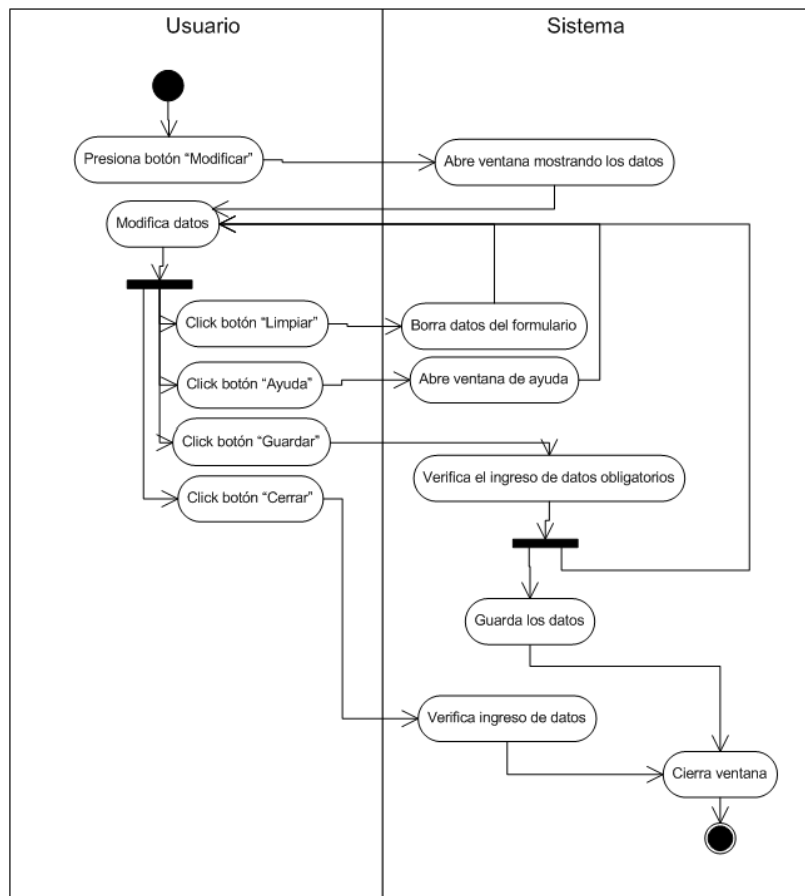 Usuario
Sistema
Presiona botón “Modificar”
Abre ventana mostrando los datos
Modifica datos
Click botón “Limpiar”
Borra datos del formulario
Click botón “Ayuda”
Abre ventana de ayuda
Click botón “Guardar”
Verifica el ingreso de datos obligatorios
Click botón “Cerrar”
Guarda los datos
Verifica ingreso de datos
Cierra ventana